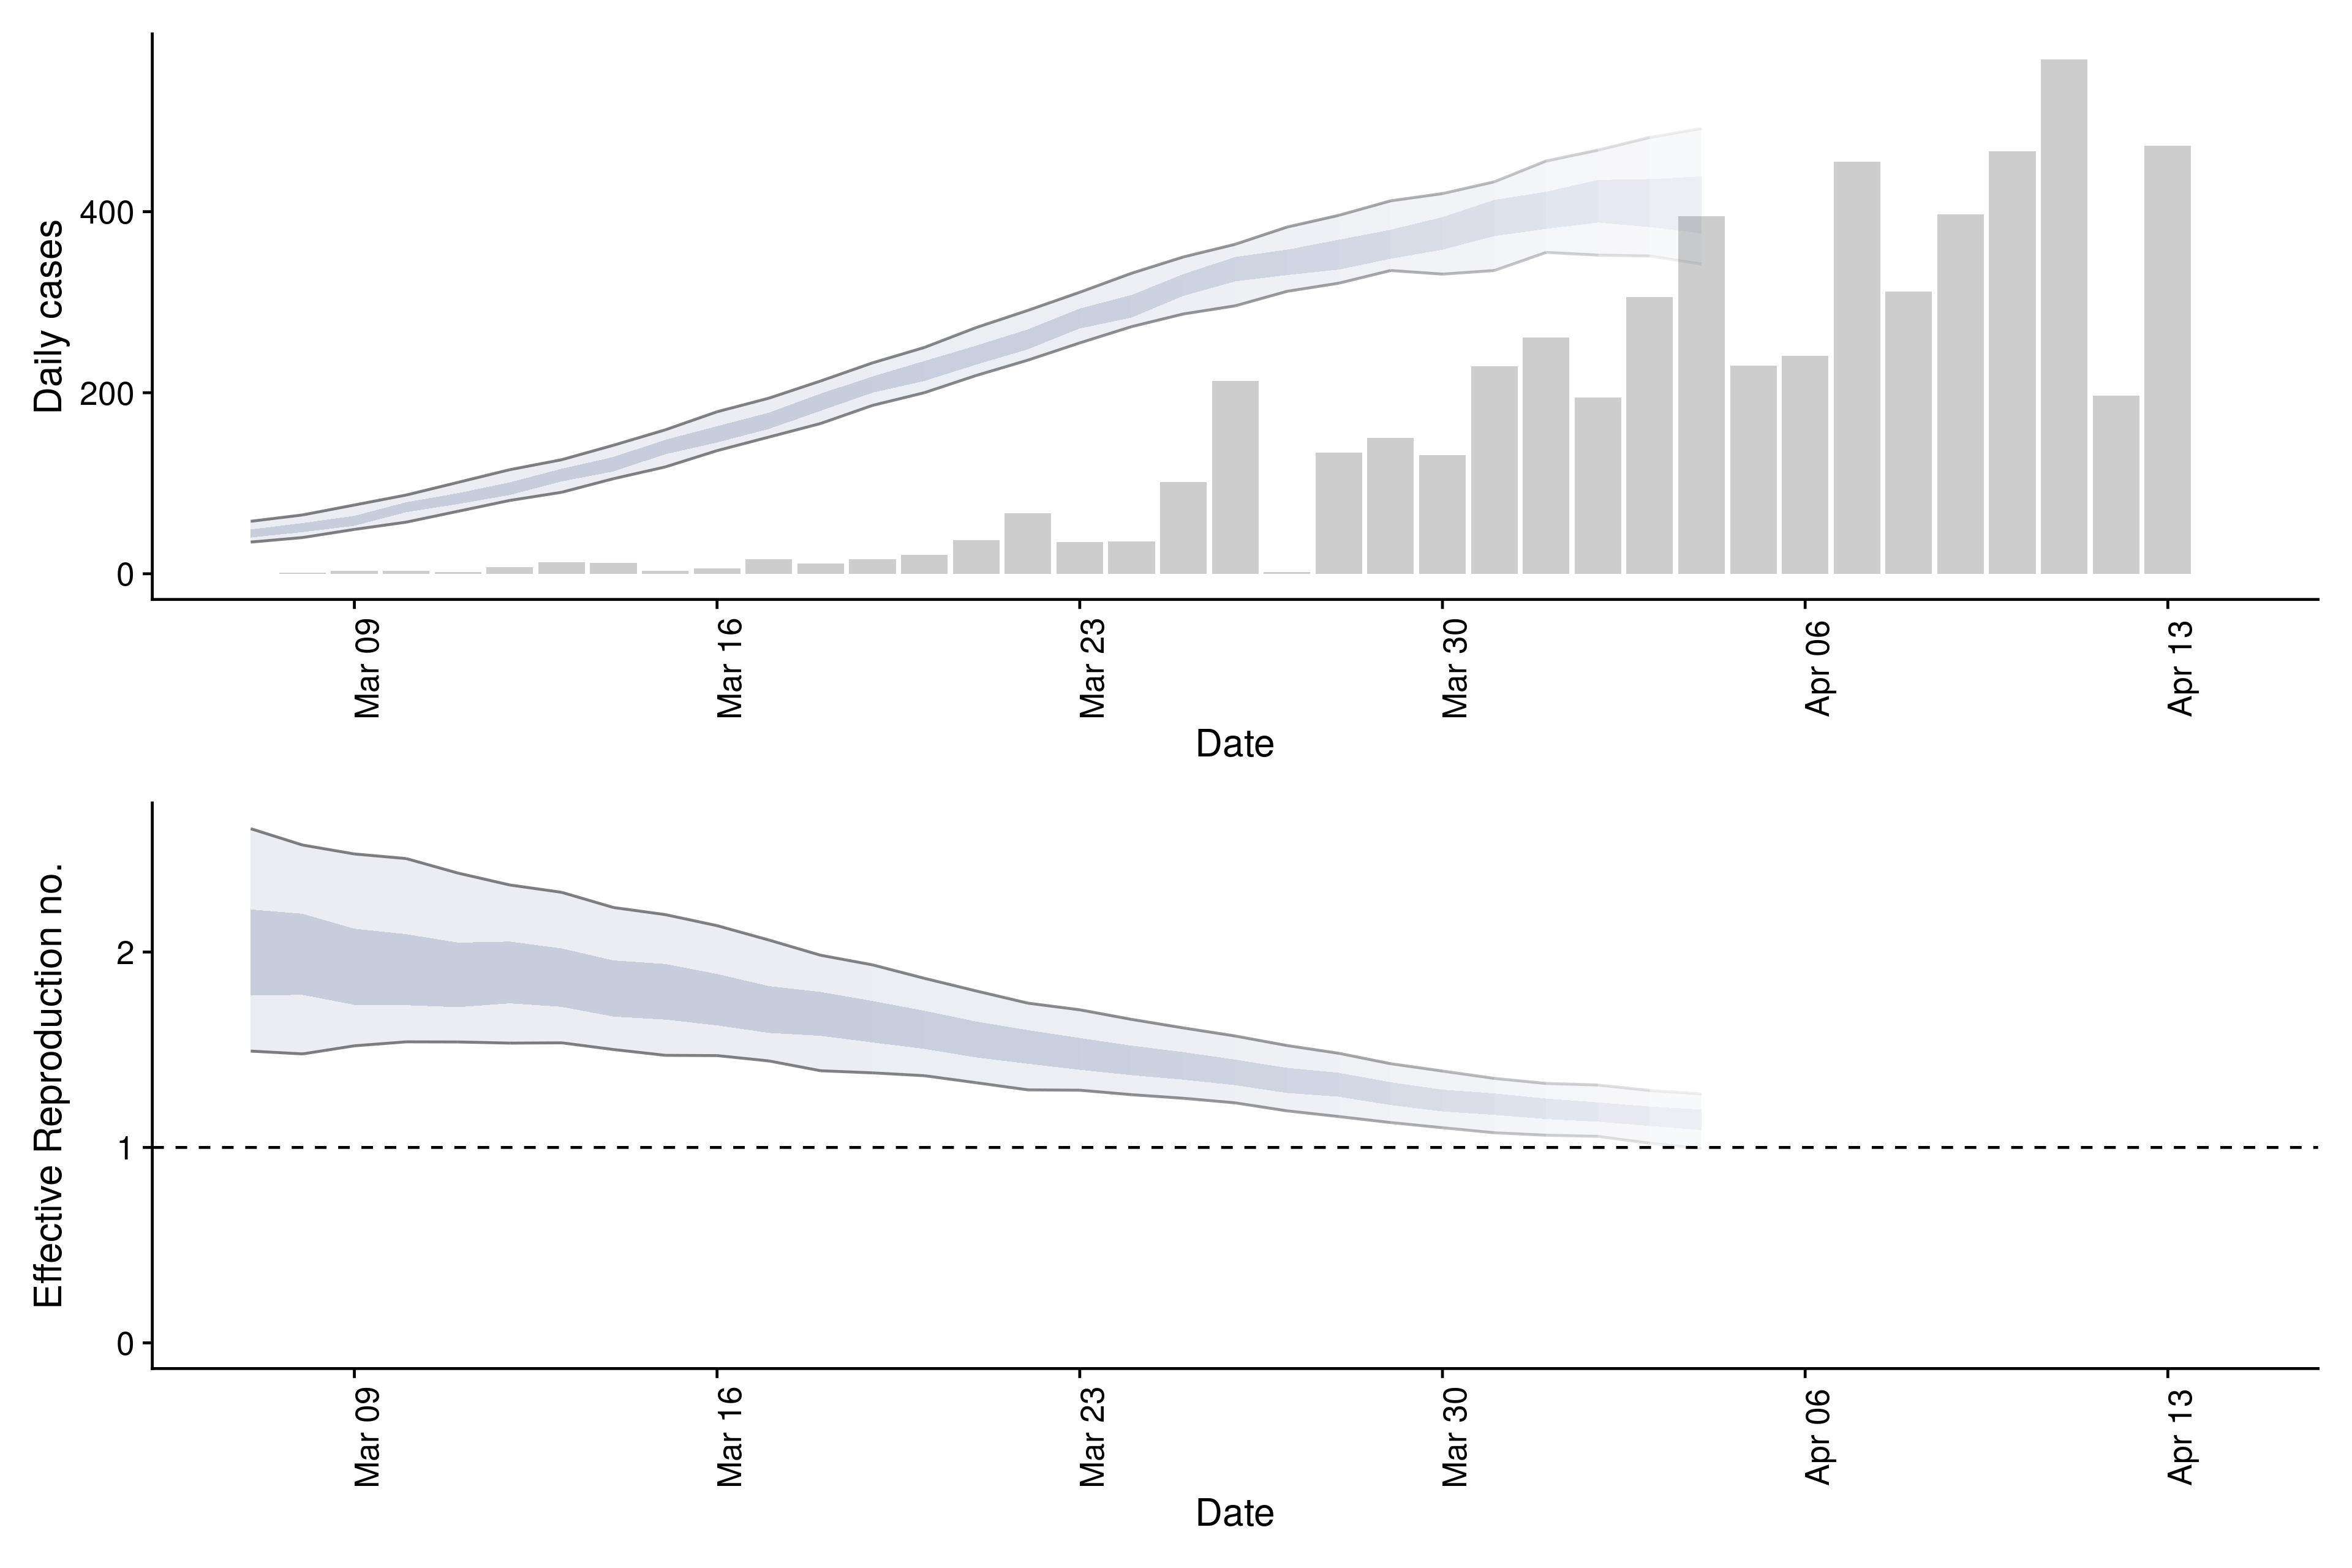 Daily cases
400
200
0
Mar 09
Mar 16
Mar 23
Mar 30
Apr 06
Apr 13
Date
Effective Reproduction no.
2
1
0
Mar 09
Mar 16
Mar 23
Mar 30
Apr 06
Apr 13
Date